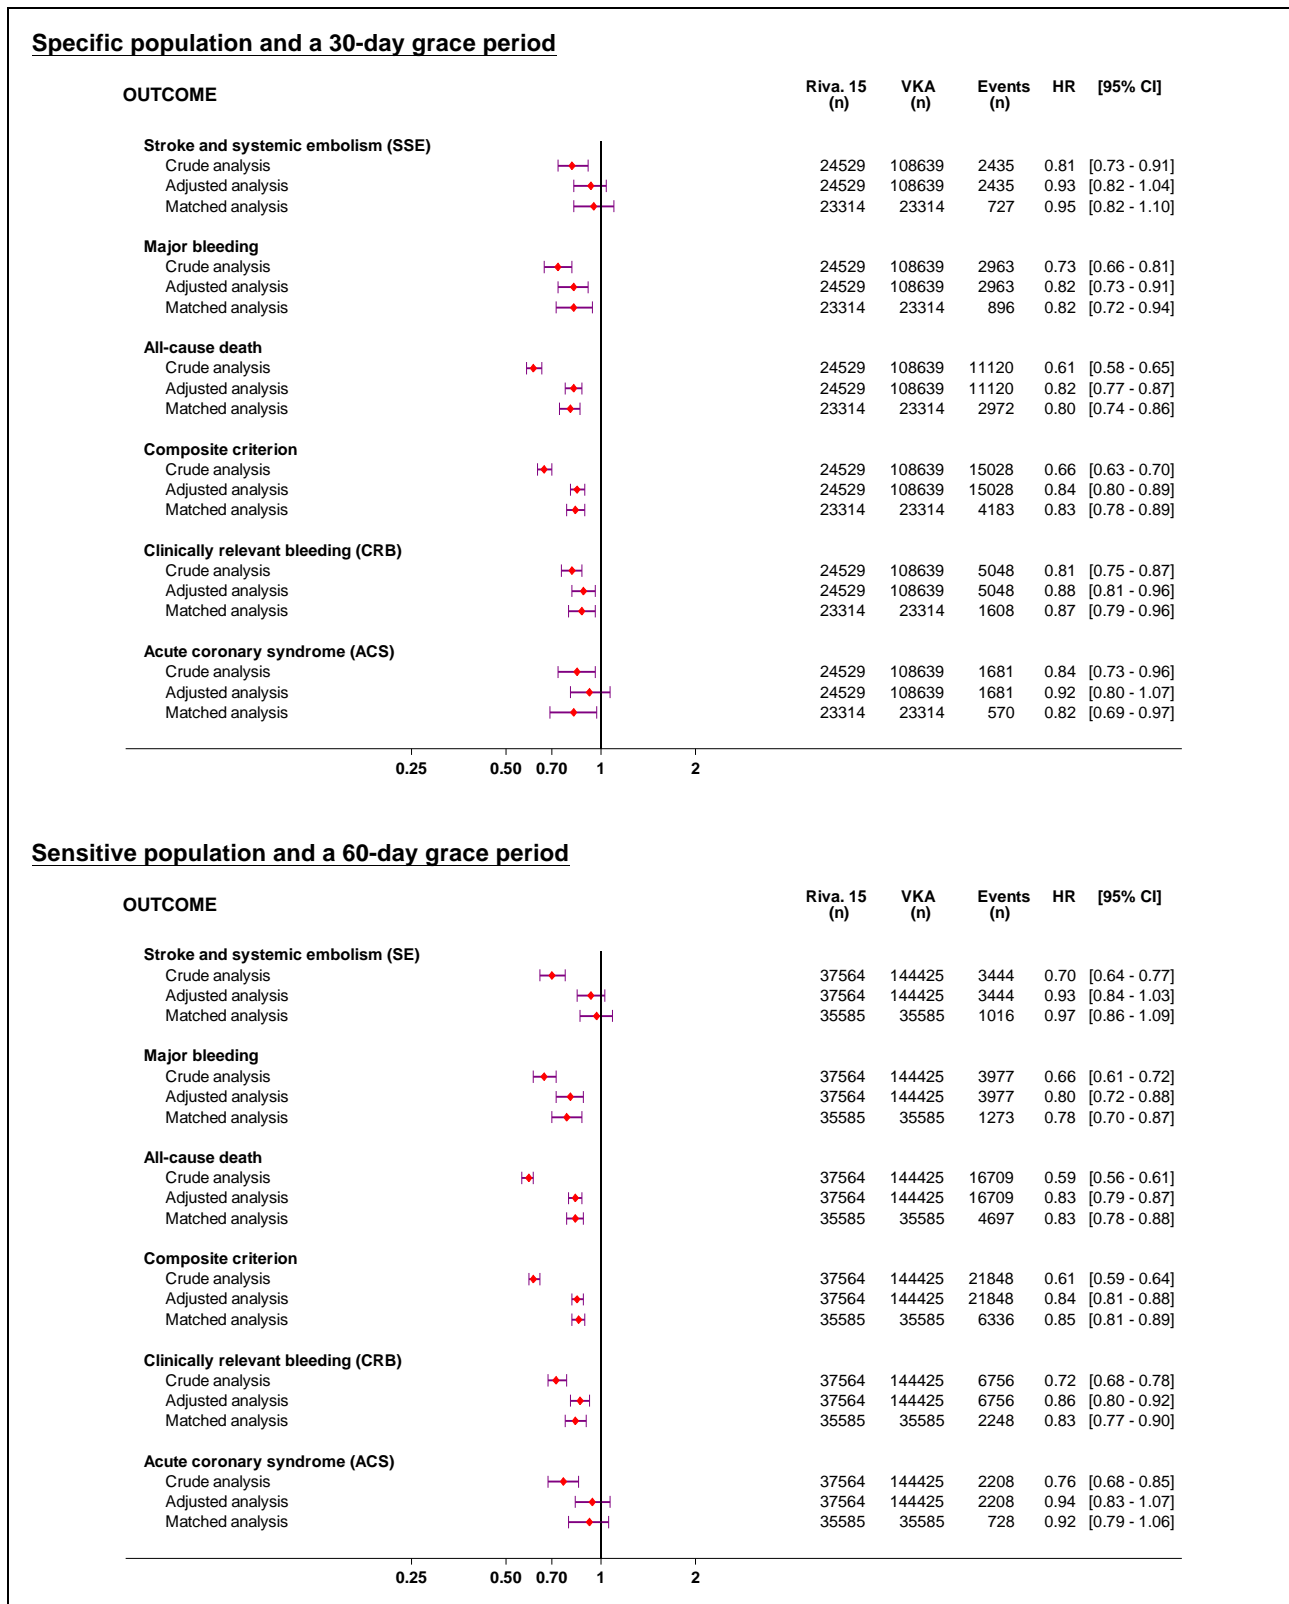 Specific population and a 30-day grace period
OUTCOME Riva. 15 (n) VKA (n) Events (n) HR [95% CI]
Stroke and systemic embolism (SSE)
Crude analysis 24529 108639 2435 0.81 [0.73 - 0.91]
Adjusted analysis 24529 108639 2435 0.93 [0.82 - 1.04]
Matched analysis 23314 23314 727 0.95 [0.82 - 1.10]
Major bleeding
Crude analysis 24529 108639 2963 0.73 [0.66 - 0.81]
Adjusted analysis 24529 108639 2963 0.82 [0.73 - 0.91]
Matched analysis 23314 23314 896 0.82 [0.72 - 0.94]
All-cause death
Crude analysis 24529 108639 11120 0.61 [0.58 - 0.65]
Adjusted analysis 24529 108639 11120 0.82 [0.77 - 0.87]
Matched analysis 23314 23314 2972 0.80 [0.74 - 0.86]
Composite criterion
Crude analysis 24529 108639 15028 0.66 [0.63 - 0.70]
Adjusted analysis 24529 108639 15028 0.84 [0.80 - 0.89]
Matched analysis 23314 23314 4183 0.83 [0.78 - 0.89]
Clinically relevant bleeding (CRB)
Crude analysis 24529 108639 5048 0.81 [0.75 - 0.87]
Adjusted analysis 24529 108639 5048 0.88 [0.81 - 0.96]
Matched analysis 23314 23314 1608 0.87 [0.79 - 0.96]
Acute coronary syndrome (ACS)
Crude analysis 24529 108639 1681 0.84 [0.73 - 0.96]
Adjusted analysis 24529 108639 1681 0.92 [0.80 - 1.07]
Matched analysis 23314 23314 570 0.82 [0.69 - 0.97]
0.25 0.50 0.70 1 2
Sensitive population and a 60-day grace period
OUTCOME Riva. 15 (n) VKA (n) Events (n) HR [95% CI]
Stroke and systemic embolism (SE)
Crude analysis 37564 144425 3444 0.70 [0.64 - 0.77]
Adjusted analysis 37564 144425 3444 0.93 [0.84 - 1.03]
Matched analysis 35585 35585 1016 0.97 [0.86 - 1.09]
Major bleeding
Crude analysis 37564 144425 3977 0.66 [0.61 - 0.72]
Adjusted analysis 37564 144425 3977 0.80 [0.72 - 0.88]
Matched analysis 35585 35585 1273 0.78 [0.70 - 0.87]
All-cause death
Crude analysis 37564 144425 16709 0.59 [0.56 - 0.61]
Adjusted analysis 37564 144425 16709 0.83 [0.79 - 0.87]
Matched analysis 35585 35585 4697 0.83 [0.78 - 0.88]
Composite criterion
Crude analysis 37564 144425 21848 0.61 [0.59 - 0.64]
Adjusted analysis 37564 144425 21848 0.84 [0.81 - 0.88]
Matched analysis 35585 35585 6336 0.85 [0.81 - 0.89]
Clinically relevant bleeding (CRB)
Crude analysis 37564 144425 6756 0.72 [0.68 - 0.78]
Adjusted analysis 37564 144425 6756 0.86 [0.80 - 0.92]
Matched analysis 35585 35585 2248 0.83 [0.77 - 0.90]
Acute coronary syndrome (ACS)
Crude analysis 37564 144425 2208 0.76 [0.68 - 0.85]
Adjusted analysis 37564 144425 2208 0.94 [0.83 - 1.07]
Matched analysis 35585 35585 728 0.92 [0.79 - 1.06]
0.25 0.50 0.70 1 2